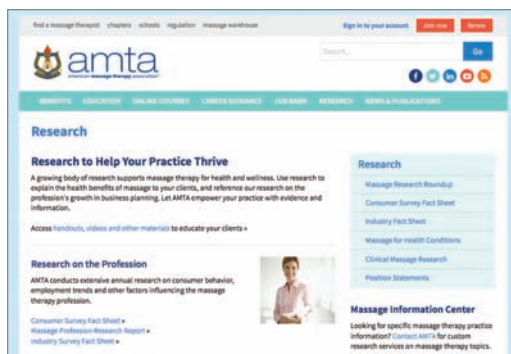 find a massage therapist chapters schools regulation massage warehouse
Sign in to your account Join now Renew
Search... Go
amta
american massage therapy association
BENEFITS EDUCATION ONLINE COURSES CAREER GUIDANCE JOB BANK RESEARCH NEWS & PUBLICATIONS
Research
Research to Help Your Practice Thrive
A growing body of research supports massage therapy for health and wellness. Use research to
explain the health benefits of massage to your clients, and reference our research on the
profession's growth in business planning. Let AMTA empower your practice with evidence and
information.
Access handouts, videos and other materials to educate your clients »
Research on the Profession
AMTA conducts extensive annual research on consumer behavior,
employment trends and other factors influencing the massage
therapy profession.
Consumer Survey Fact Sheet »
Massage Profession Research Report »
Industry Survey Fact Sheet »
Research
Massage Research Roundup
Consumer Survey Fact Sheet
Industry Fact Sheet
Massage for Health Conditions
Clinical Massage Research
Position Statements
Massage Information Center
Looking for specific massage therapy practice
information? Contact AMTA for custom
research services on massage therapy topics.